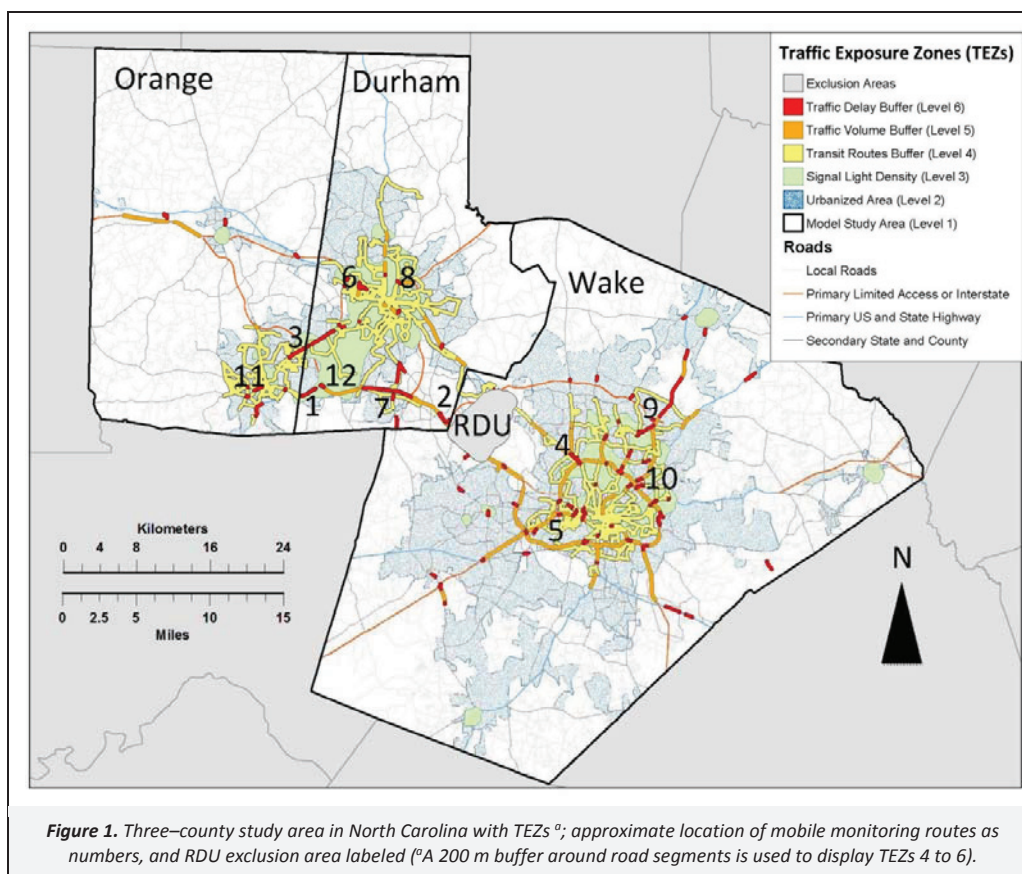 Orange
Durham
Wake
6
8
3
11
12
1
7
2
RDU
9
4
10
5
Traffic Exposure Zones (TEZs)
Exclusion Areas
Traffic Delay Buffer (Level 6)
Traffic Volume Buffer (Level 5)
Transit Routes Buffer (Level 4)
Signal Light Density (Level 3)
Urbanized Area (Level 2)
Model Study Area (Level 1)
Roads
Local Roads
Primary Limited Access or Interstate
Primary US and State Highway
Secondary State and County
Kilometers
0 4 8 16 24
0 2.5 5 10 15
Miles
N
Figure 1. Three–county study area in North Carolina with TEZs a; approximate location of mobile monitoring routes as
numbers, and RDU exclusion area labeled (aA 200 m buffer around road segments is used to display TEZs 4 to 6).